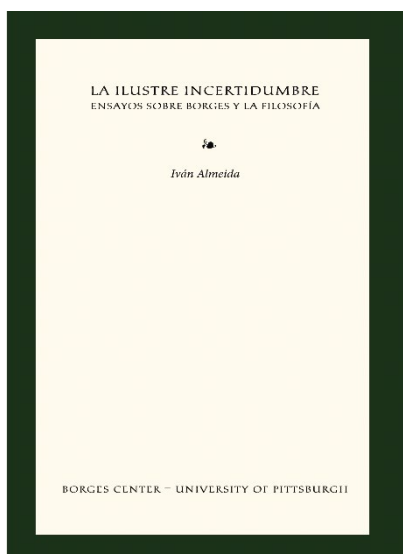 LA ILUSTRE INCERTIDUMBRE
ENSAYOS SOBRE BORGES Y LA FILOSOFÍA
Iván Almeida
BORGES CENTER – UNIVERSITY OF PITTSBURGH